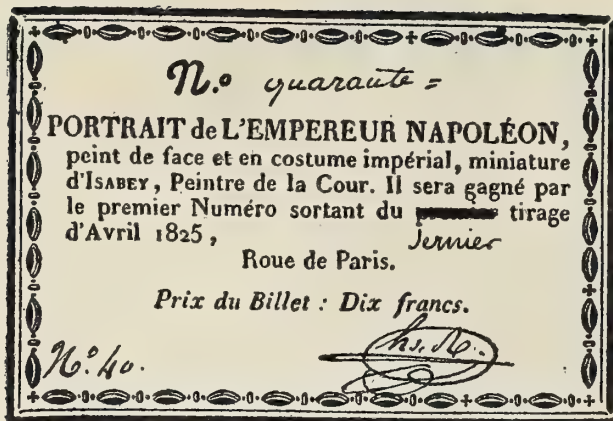 N.o quarante =
PORTRAIT de L'EMPEREUR NAPOLÉON,
peint de face et en costume impérial, miniature
d'ISABEY, Peintre de la Cour. Il sera gagné par
le premier Numéro sortant du tirage
d'Avril 1825, dernier
Roue de Paris.
Prix du Billet : Dix francs.
N.o 40.